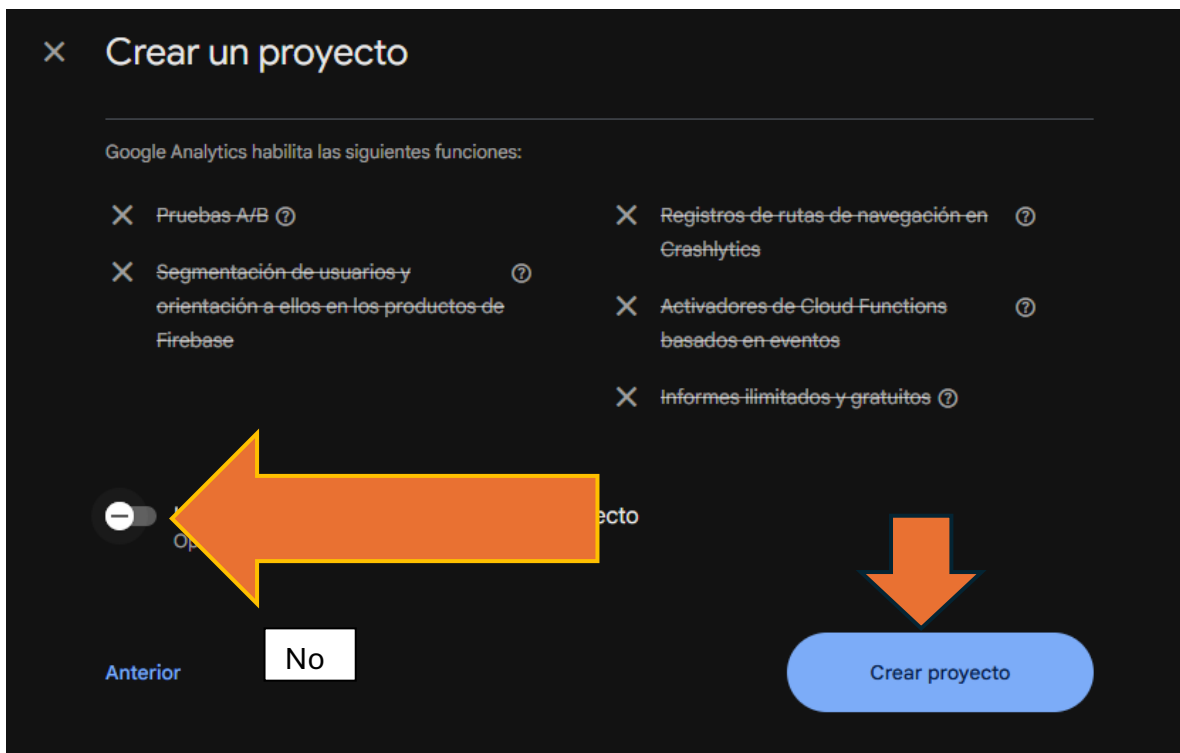 Crear un proyecto
Google Analytics habilita las siguientes funciones:
Pruebas A/B
Segmentación de usuarios y
orientación a ellos en los productos de
Firebase
Registros de rutas de navegación en
Crashlytics
Activadores de Cloud Functions
basados en eventos
Informes ilimitados y gratuitos
No
Anterior
Crear proyecto